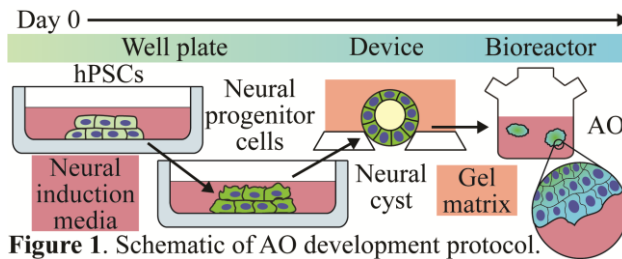 Day 0
Well plate
Device
Bioreactor
hPSCs
Neural
progenitor
cells
AO
Neural
induction
media
Neural
cyst
Gel
matrix
Figure 1. Schematic of AO development protocol.